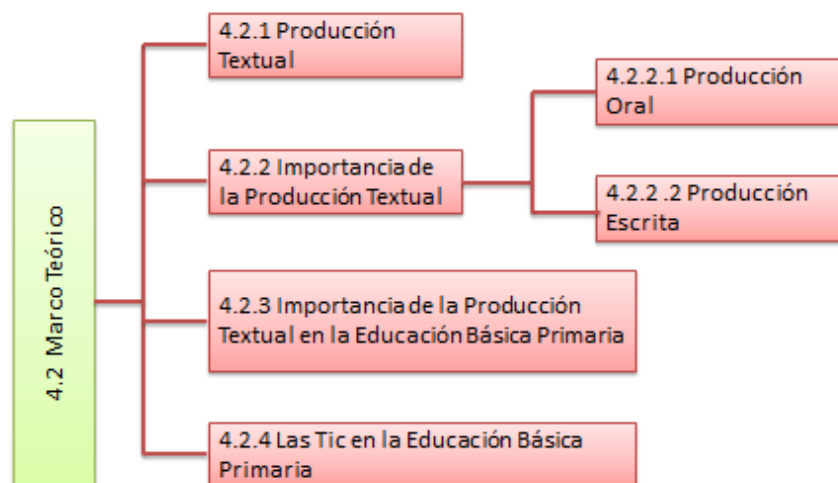 4.2 Marco Teórico
4.2.1 Producción
Textual
4.2.2 Importancia de
la Producción Textual
4.2.2.1 Producción
Oral
4.2.2 .2 Producción
Escrita
4.2.3 Importancia de la Producción
Textual en la Educación Básica Primaria
4.2.4 Las Tic en la Educación Básica
Primaria